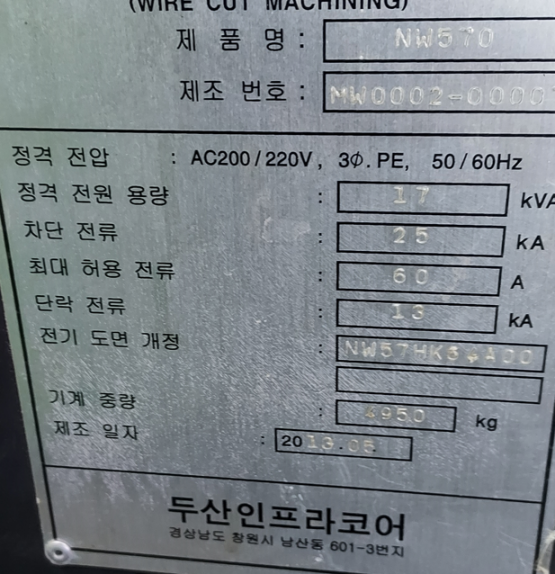 (WIRE CUT MACHINING)
제 품 명 : NW570
제조 번호 : MW0002-0000
정격 전압 : AC200/220V, 3Φ.PE, 50/60Hz
정격 전원 용량 : 17 kVA
차단 전류 : 25 kA
최대 허용 전류 : 60 A
단락 전류 : 13 kA
전기 도면 개정 :
기계 중량 : kg
제조 일자 : 2013.05
두산인프라코어
경상남도 창원시 남산동 601-3번지